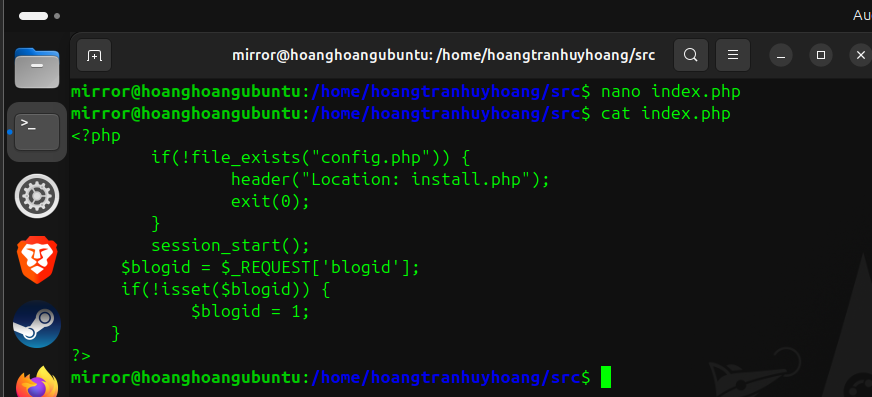 Au
mirror@hoanghoangubuntu: /home/hoangtranhuyhoang/src
mirror@hoanghoangubuntu:/home/hoangtranhuyhoang/src$ nano index.php
mirror@hoanghoangubuntu:/home/hoangtranhuyhoang/src$ cat index.php
<?php
        if(!file_exists("config.php")) {
                header("Location: install.php");
                exit(0);
        }
        session_start();
     $blogid = $_REQUEST['blogid'];
     if(!isset($blogid)) {
            $blogid = 1;
    }
?>
mirror@hoanghoangubuntu:/home/hoangtranhuyhoang/src$